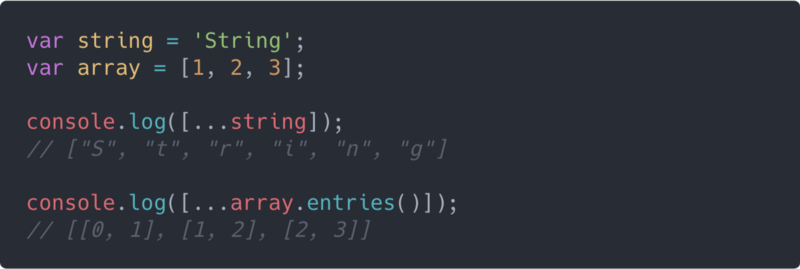 var string = 'String';
var array = [1, 2, 3];
console.log([...string]);
// ["S", "t", "r", "i", "n", "g"]
console.log([...array.entries()]);
// [[0, 1], [1, 2], [2, 3]]